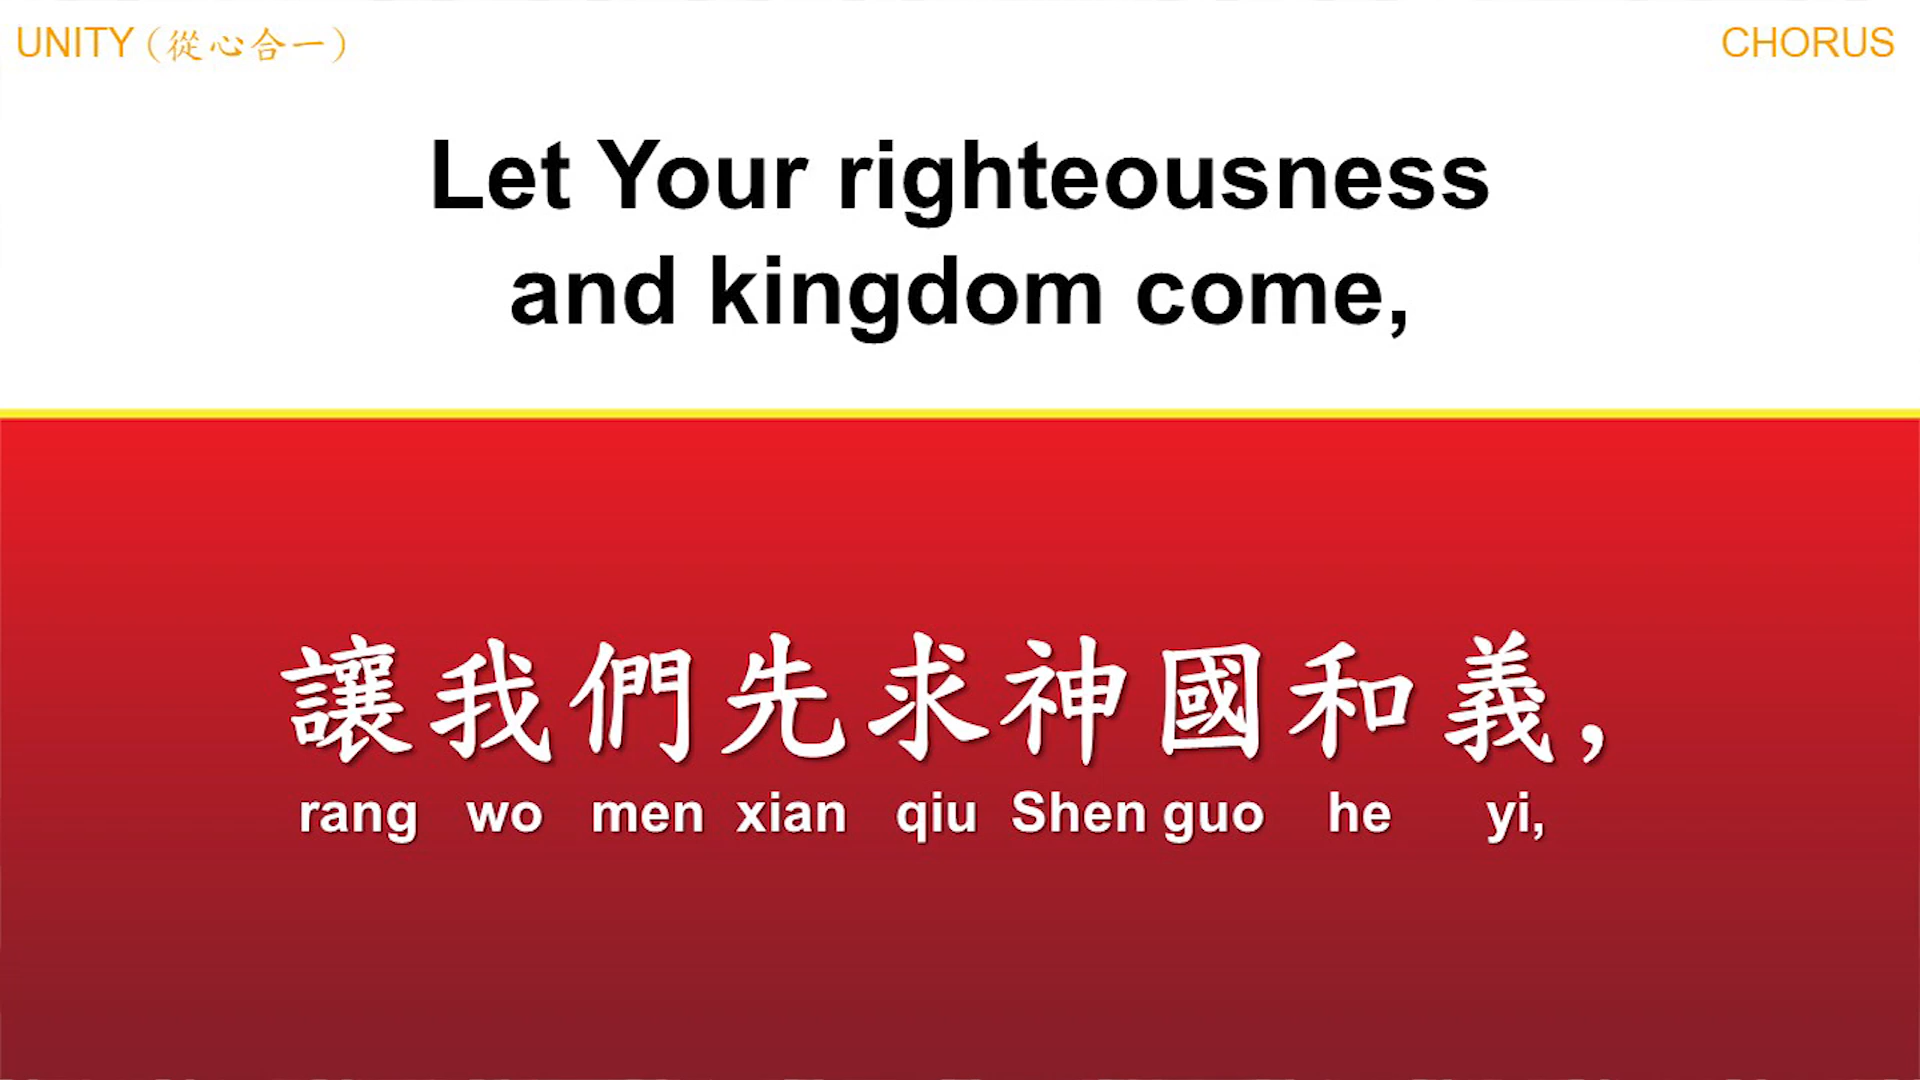 UNITY (從心合一)
CHORUS
Let Your righteousness
and kingdom come,
讓我們先求神國和義,
rang wo men xian qiu Shen guo he yi,